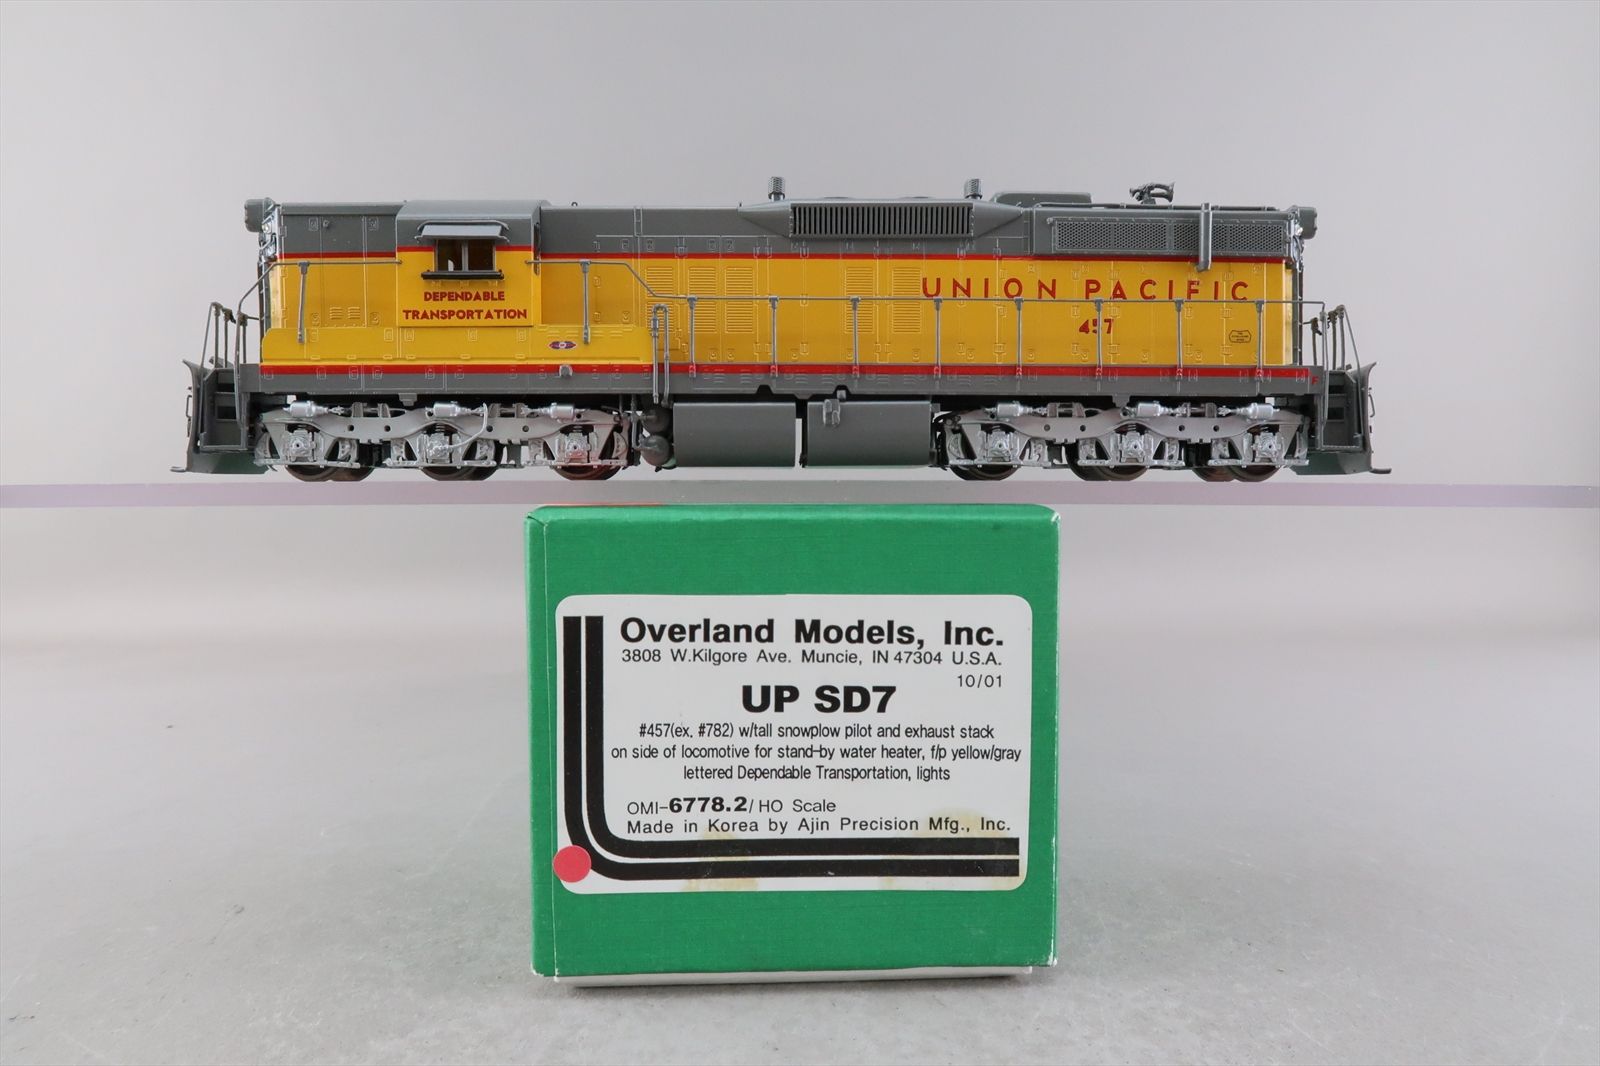 DEPENDABLE
TRANSPORTATION
UNION PACIFIC
457
F
Overland Models, Inc.
3808 W.Kilgore Ave. Muncie, IN 47304 U.S.A.
10/01
UP SD7
#457(ex. #782) w/tall snowplow pilot and exhaust stack
on side of locomotive for stand-by water heater, f/p yellow/gray
lettered Dependable Transportation, lights
OMI-6778.2/HO Scale
Made in Korea by Ajin Precision Mfg., Inc.